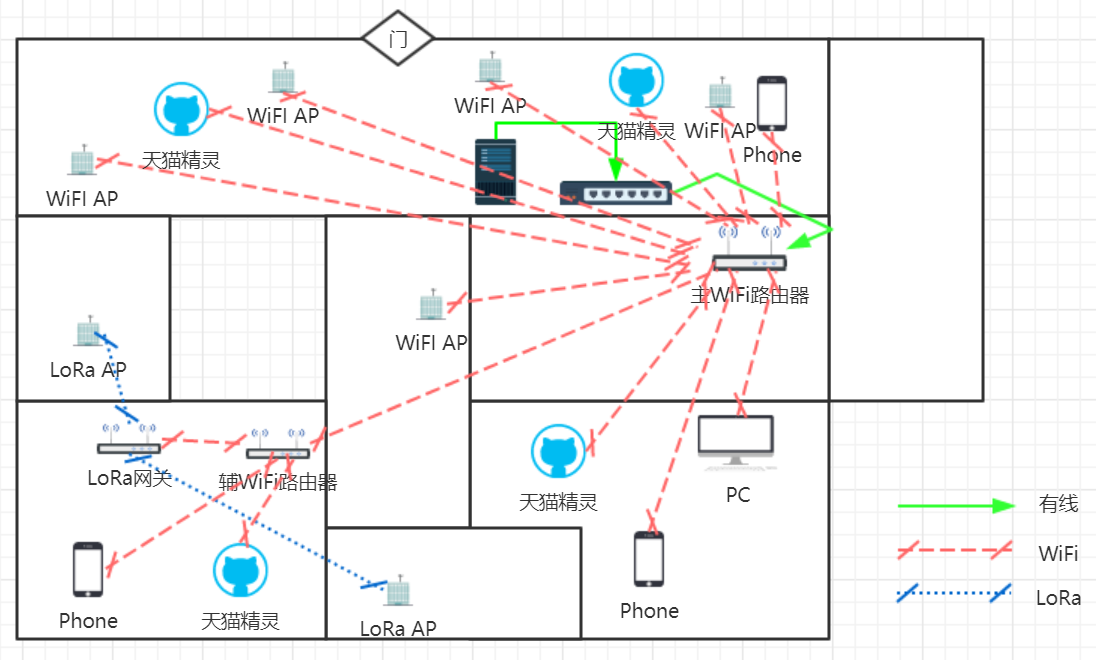 门
WiFI AP
天猫精灵
WiFI AP
WiFI AP
天猫精灵
WiFI AP
Phone
主WiFi路由器
WiFI AP
LoRa AP
LoRa网关
辅WiFi路由器
天猫精灵
PC
Phone
天猫精灵
LoRa AP
Phone
有线
WiFi
LoRa